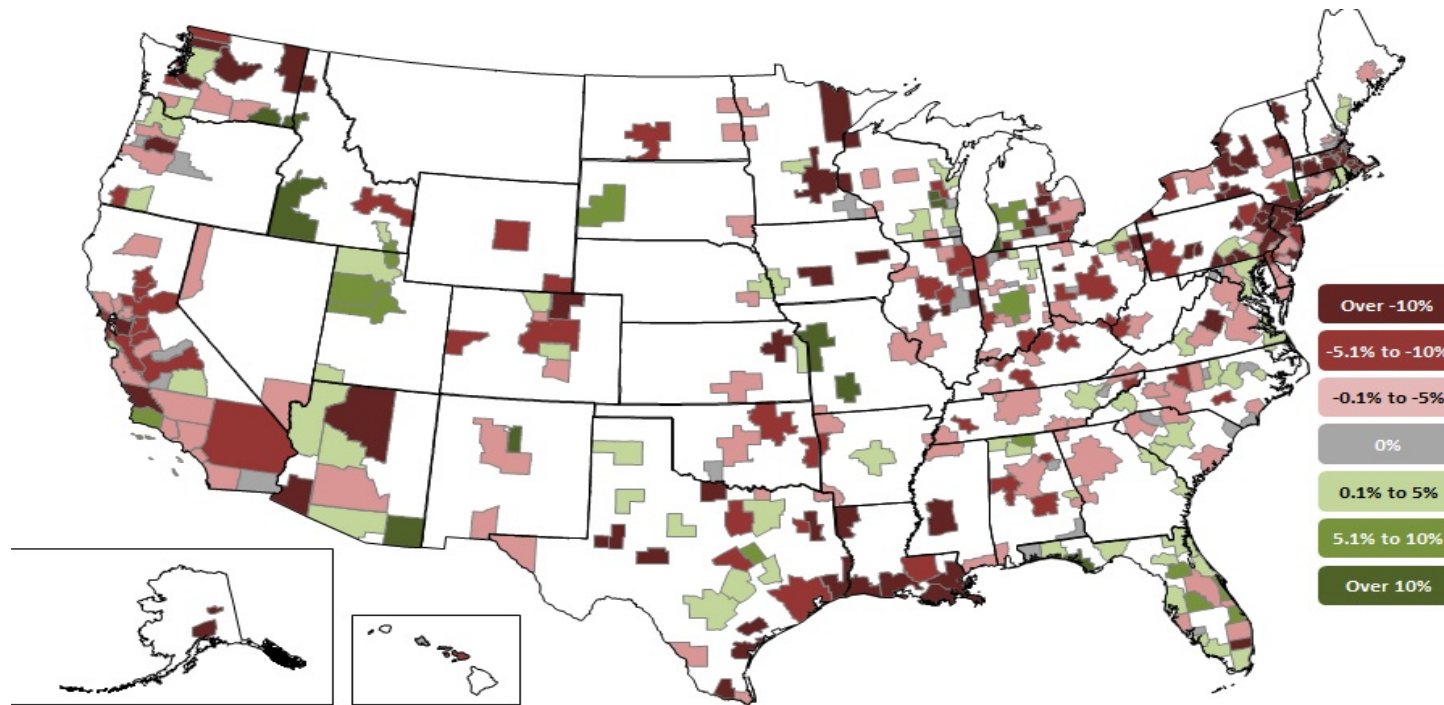 Over -10%
-5.1% to -10%
-0.1% to -5%
0%
0.1% to 5%
5.1% to 10%
Over 10%